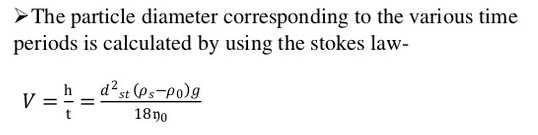 ➢The particle diameter corresponding to the various time
periods is calculated by using the stokes law-
V = h/t = d²st (ρs−ρ0)g / 18η0